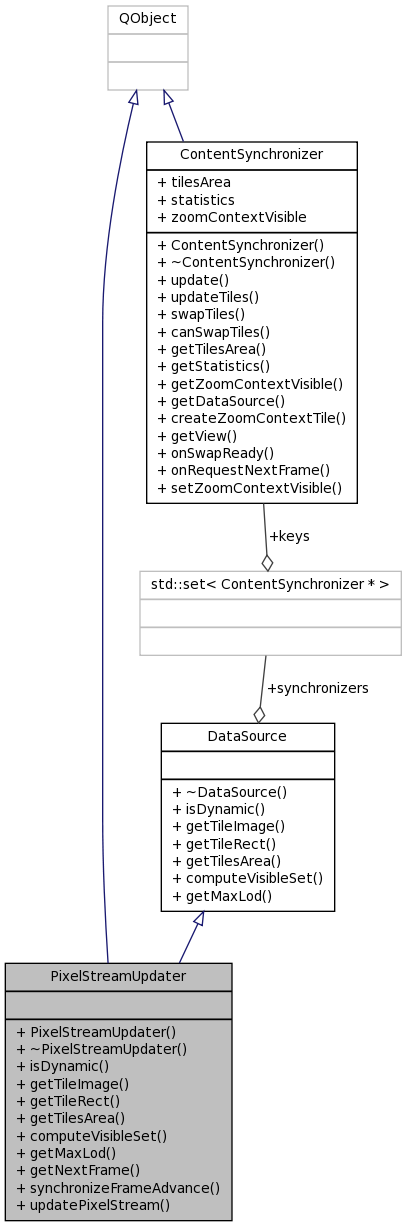 QObject
ContentSynchronizer
+ tilesArea
+ statistics
+ zoomContextVisible
+ ContentSynchronizer()
+ ~ContentSynchronizer()
+ update()
+ updateTiles()
+ swapTiles()
+ canSwapTiles()
+ getTilesArea()
+ getStatistics()
+ getZoomContextVisible()
+ getDataSource()
+ createZoomContextTile()
+ getView()
+ onSwapReady()
+ onRequestNextFrame()
+ setZoomContextVisible()
+keys
std::set< ContentSynchronizer * >
+synchronizers
DataSource
+ ~DataSource()
+ isDynamic()
+ getTileImage()
+ getTileRect()
+ getTilesArea()
+ computeVisibleSet()
+ getMaxLod()
PixelStreamUpdater
+ PixelStreamUpdater()
+ ~PixelStreamUpdater()
+ isDynamic()
+ getTileImage()
+ getTileRect()
+ getTilesArea()
+ computeVisibleSet()
+ getMaxLod()
+ getNextFrame()
+ synchronizeFrameAdvance()
+ updatePixelStream()